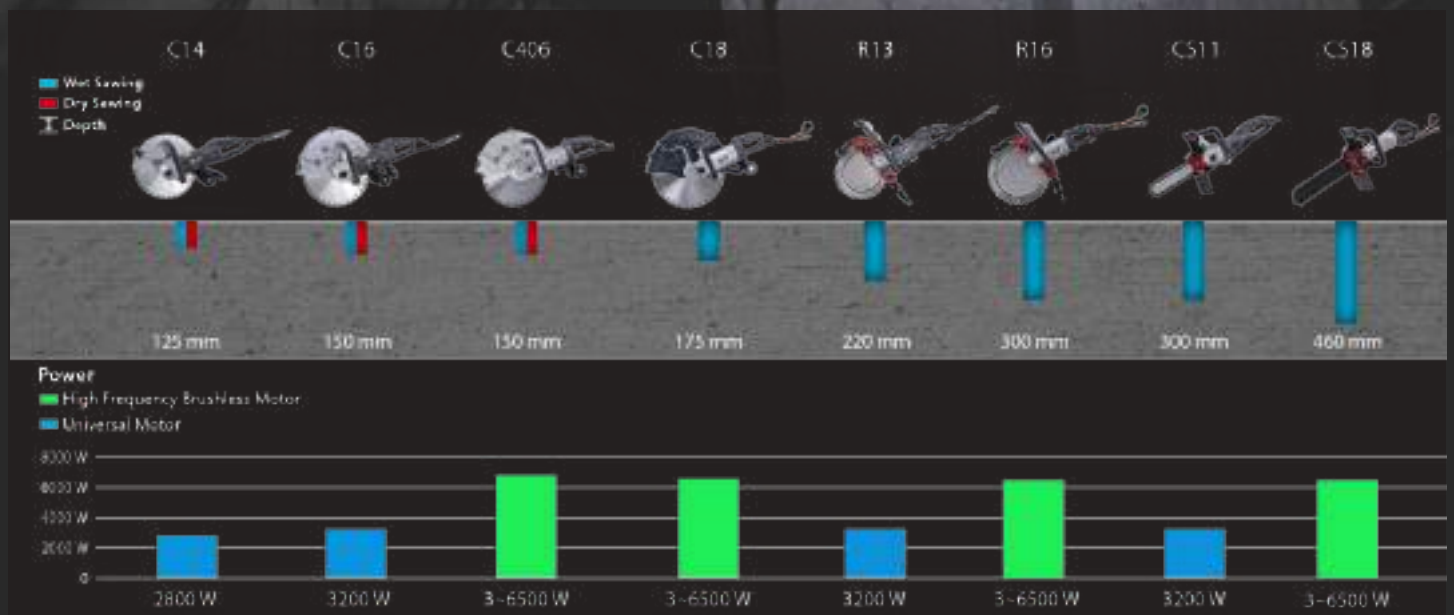 C14 C16 C406 C18 R13 R16 CS11 CS18
Wet Sawing
Dry Sawing
Depth
125 mm 150 mm 150 mm 175 mm 220 mm 300 mm 300 mm 460 mm
Power
High Frequency Brushless Motor
Universal Motor
8000 W
6000 W
4000 W
2000 W
0
2800 W 3200 W 3~6500 W 3~6500 W 3200 W 3~6500 W 3200 W 3~6500 W